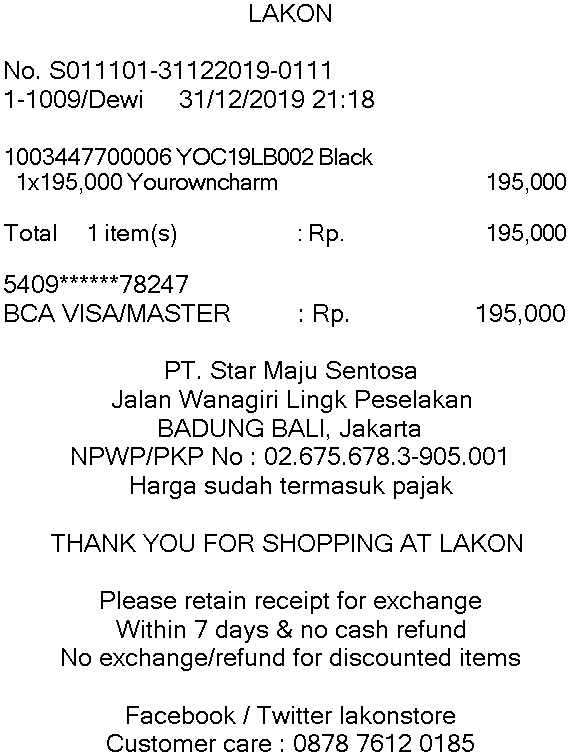 LAKON
No. S011101-31122019-0111
1-1009/Dewi 31/12/2019 21:18
1003447700006 YOC19LB002 Black
1x195,000 Yourowncharm 195,000
Total 1 item(s) : Rp. 195,000
5409******78247
BCA VISA/MASTER : Rp. 195,000
PT. Star Maju Sentosa
Jalan Wanagiri Lingk Peselakan
BADUNG BALI, Jakarta
NPWP/PKP No : 02.675.678.3-905.001
Harga sudah termasuk pajak
THANK YOU FOR SHOPPING AT LAKON
Please retain receipt for exchange
Within 7 days & no cash refund
No exchange/refund for discounted items
Facebook / Twitter lakonstore
Customer care : 0878 7612 0185